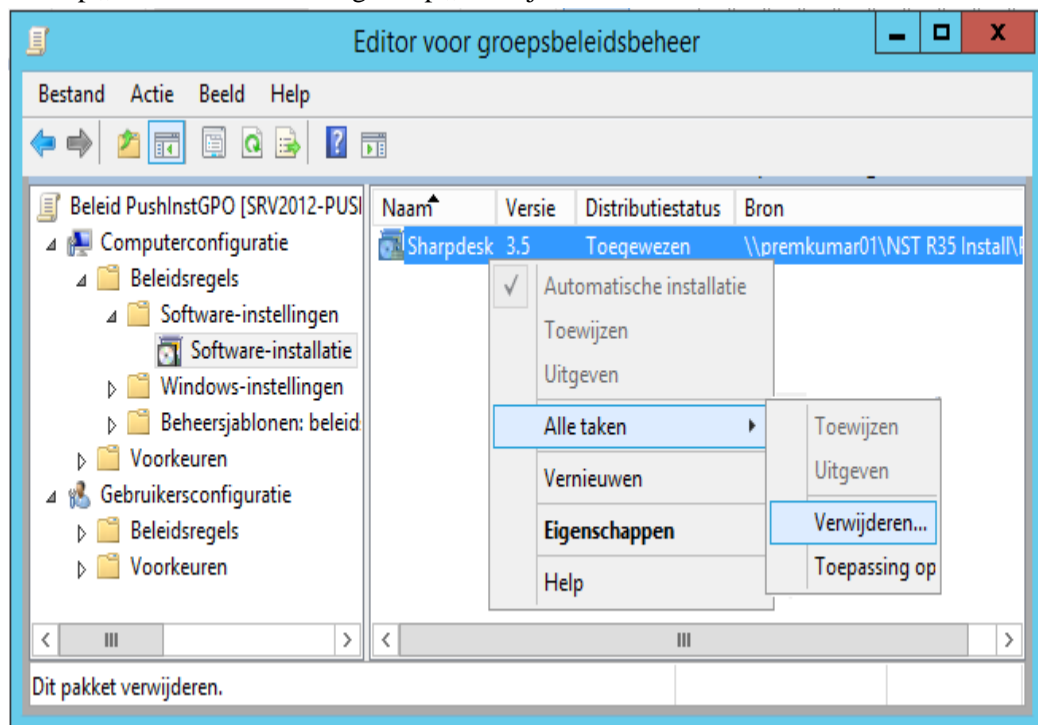 Editor voor groepsbeleidsbeheer
Bestand Actie Beeld Help
Beleid PushInstGPO [SRV2012-PUSI
Computerconfiguratie
Beleidsregels
Software-instellingen
Software-installatie
Windows-instellingen
Beheersjablonen: beleid
Voorkeuren
Gebruikersconfiguratie
Beleidsregels
Voorkeuren
Naam Versie Distributiestatus Bron
Sharpdesk 3.5 Toegewezen \\premkumar01\NST R35 Install\
Automatische installatie
Toewijzen
Uitgeven
Alle taken
Vernieuwen
Eigenschappen
Help
Toewijzen
Uitgeven
Verwijderen...
Toepassing op
Dit pakket verwijderen.